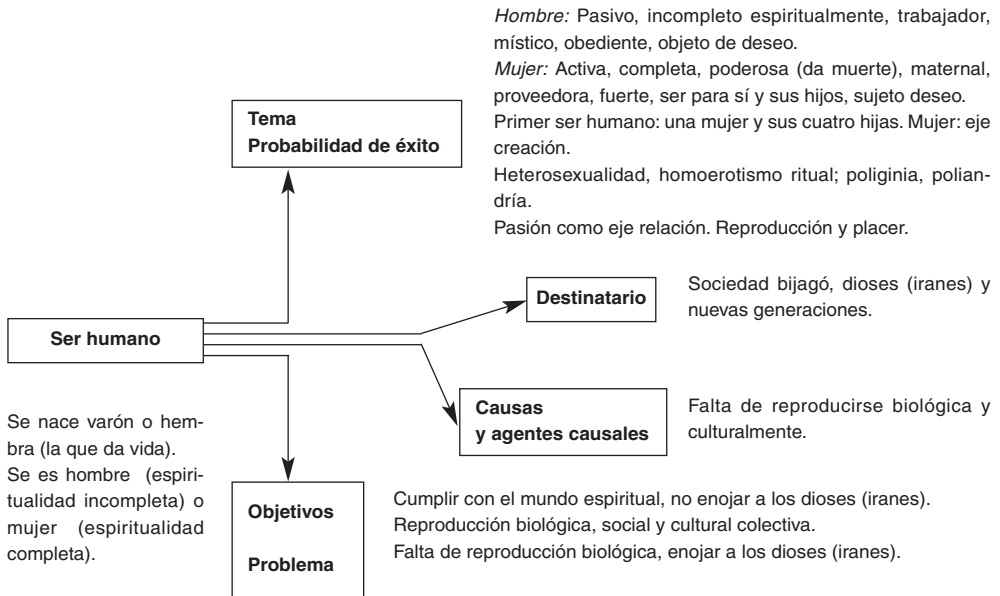 Hombre: Pasivo, incompleto espiritualmente, trabajador,
místico, obediente, objeto de deseo.
Mujer: Activa, completa, poderosa (da muerte), maternal,
proveedora, fuerte, ser para sí y sus hijos, sujeto deseo.
Primer ser humano: una mujer y sus cuatro hijas. Mujer: eje
creación.
Heterosexualidad, homoerotismo ritual; poliginia, polian-
dría.
Pasión como eje relación. Reproducción y placer.
Tema
Probabilidad de éxito
Destinatario
Sociedad bijagó, dioses (iranes) y
nuevas generaciones.
Ser humano
Causas
y agentes causales
Falta de reproducirse biológica y
culturalmente.
Se nace varón o hem-
bra (la que da vida).
Se es hombre (espiri-
tualidad incompleta) o
mujer (espiritualidad
completa).
Objetivos
Problema
Cumplir con el mundo espiritual, no enojar a los dioses (iranes).
Reproducción biológica, social y cultural colectiva.
Falta de reproducción biológica, enojar a los dioses (iranes).